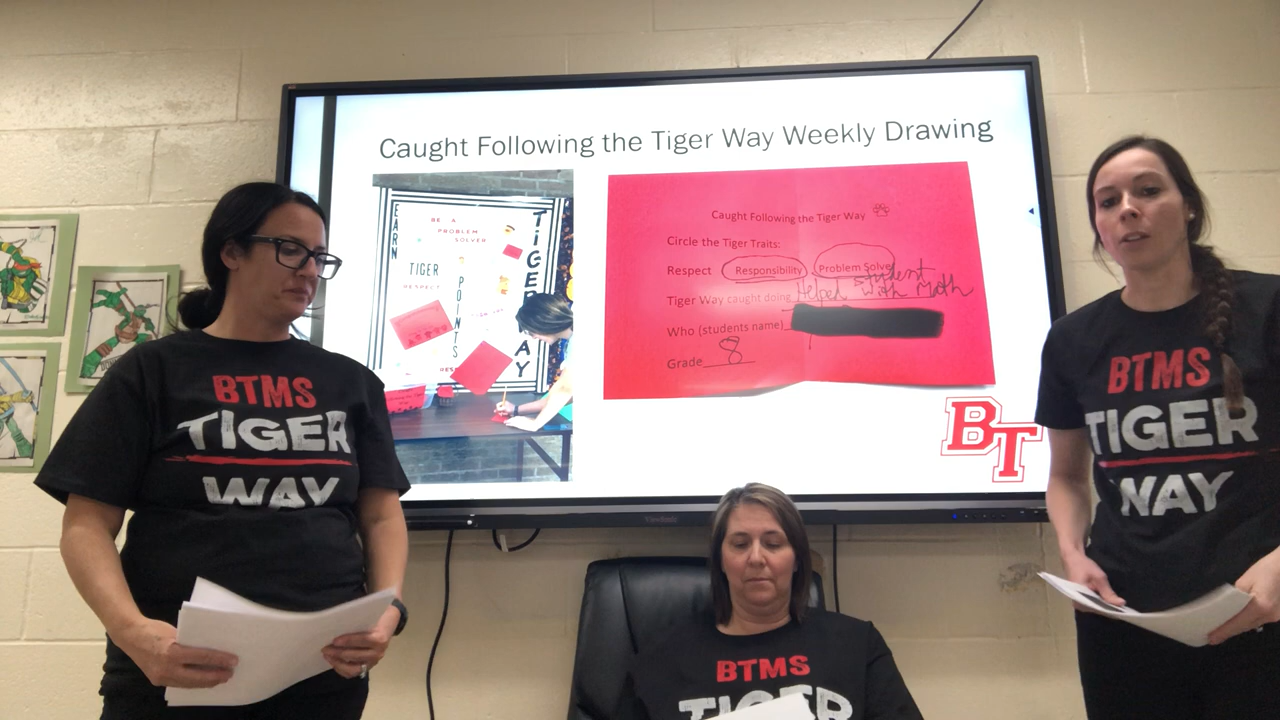 Caught Following the Tiger Way Weekly Drawing
EARN
BE A
PROBLEM
SOLVER
TIGER
RESPECT
POINTS
TIGER
WAY
Caught Following the Tiger Way
Circle the Tiger Traits:
Respect Responsibility Problem Solve
Tiger Way caught doing Helped student with Math
Who (students name)
Grade 8
BT
BTMS
TIGER
WAY
BTMS
TIGER
BTMS
TIGER
WAY